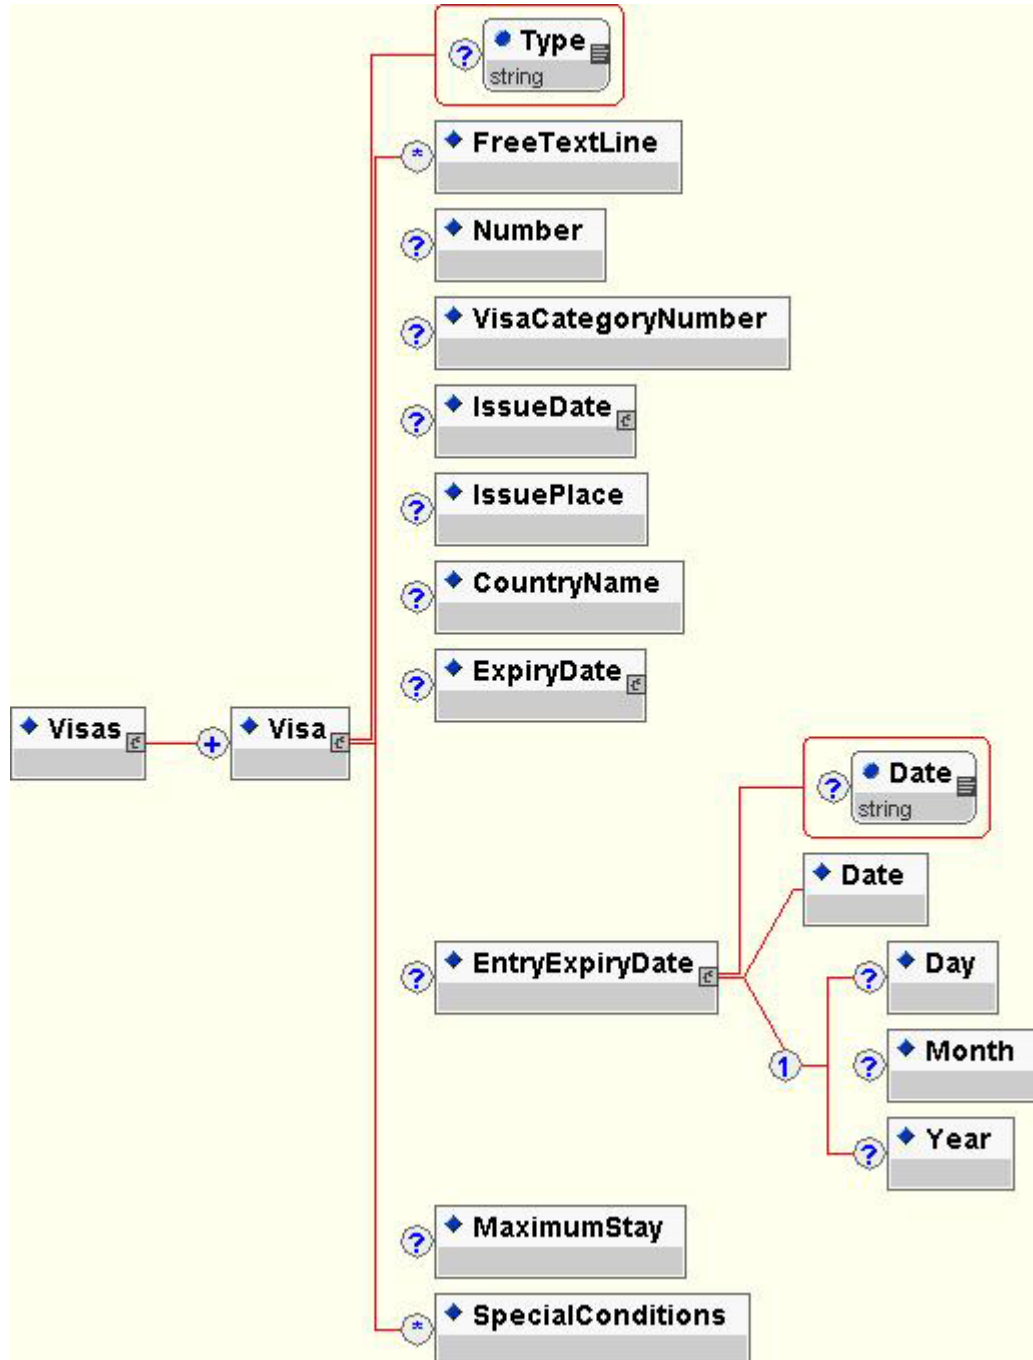 ? Type
string
* FreeTextLine
? Number
? VisaCategoryNumber
? IssueDate
? IssuePlace
? CountryName
? ExpiryDate
Visas + Visa
? Date
string
Date
? EntryExpiryDate
? Day
1 ? Month
? Year
? MaximumStay
* SpecialConditions